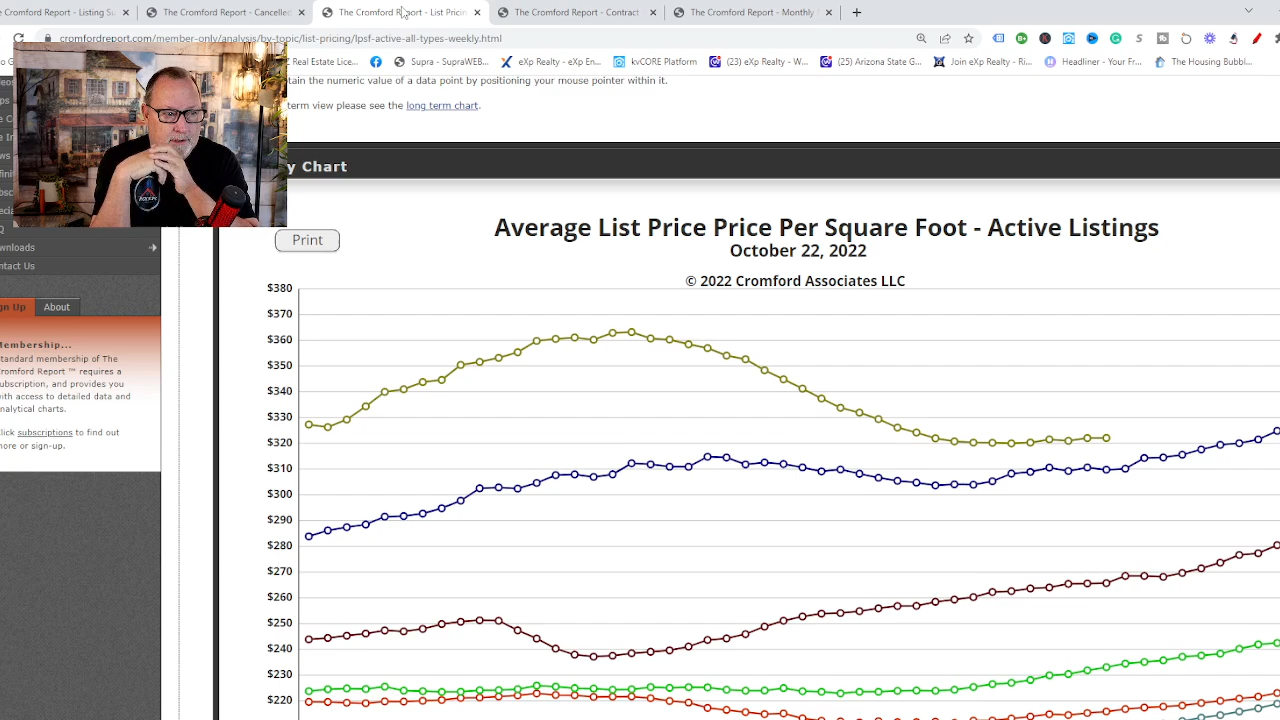 e Cromford Report - Listing Su
The Cromford Report - Cancelled
The Cromford Report - List Pricin
The Cromford Report - Contract
The Cromford Report - Monthly
cromfordreport.com/member-only/analysis/by-topic/list-pricing/lpsf-active-all-types-weekly.html
Z Real Estate Lice...
Supra - SupraWEB...
eXp Realty - eXp En...
kvCORE Platform
(23) eXp Realty - W...
(25) Arizona State G...
Join eXp Realty - Ri...
Headliner - Your Fr...
The Housing Bubbl...
tain the numeric value of a data point by positioning your mouse pointer within it.
term view please see the long term chart.
y Chart
Average List Price Price Per Square Foot - Active Listings
October 22, 2022
© 2022 Cromford Associates LLC
Print
wnloads
ntact Us
gn Up
About
Membership...
tandard membership of The
romford Report ™ requires a
ubscription, and provides you
ith access to detailed data and
nalytical charts.
lick subscriptions to find out
ore or sign-up.
$380
$370
$360
$350
$340
$330
$320
$310
$300
$290
$280
$270
$260
$250
$240
$230
$220